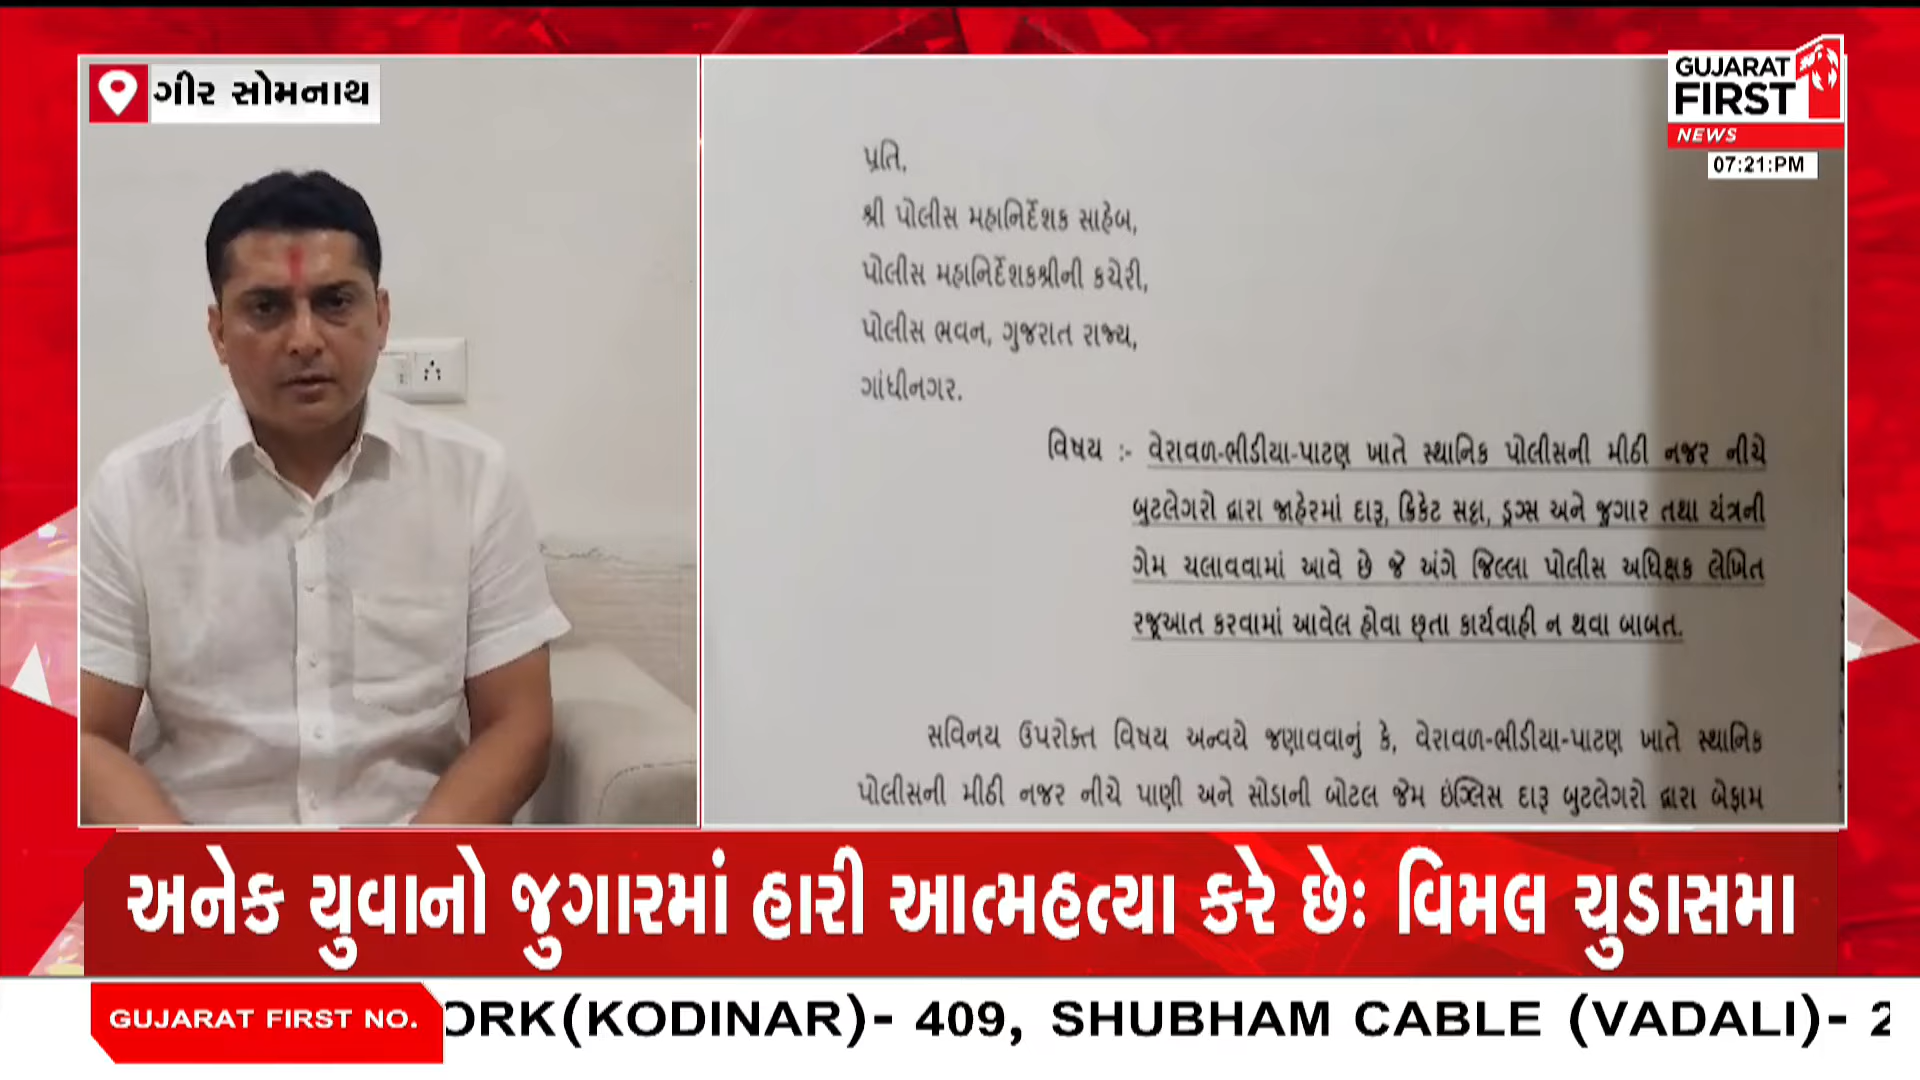 ગીર સોમનાથ
GUJARAT
FIRST
NEWS
07:21:PM
પ્રતિ,
શ્રી પોલીસ મહાનિર્દેશક સાહેબ,
પોલીસ મહાનિર્દેશકશ્રીની કચેરી,
પોલીસ ભવન, ગુજરાત રાજ્ય,
ગાંધીનગર.
વિષય :- વેરાવળ-ભીડીયા-પાટણ ખાતે સ્થાનિક પોલીસની મીઠી નજર નીચે
બુટલેગરો દ્વારા જાહેરમાં દારૂ, ક્રિકેટ સટ્ટા, ડ્રગ્સ અને જુગાર તથા યંત્રની
ગેમ ચલાવવામાં આવે છે જે અંગે જિલ્લા પોલીસ અધિક્ષક લેખિત
રજૂઆત કરવામાં આવેલ હોવા છતા કાર્યવાહી ન થવા બાબત.
સવિનય ઉપરોક્ત વિષય અન્વયે જણાવવાનું કે, વેરાવળ-ભીડીયા-પાટણ ખાતે સ્થાનિક
પોલીસની મીઠી નજર નીચે પાણી અને સોડાની બોટલ જેમ ઇંગ્લિસ દારૂ બુટલેગરો દ્વારા બેફામ
અનેક યુવાનો જુગારમાં હારી આત્મહત્યા કરે છેઃ વિમલ ચુડાસમા
GUJARAT FIRST NO. ORK(KODINAR)- 409, SHUBHAM CABLE (VADALI)- 2